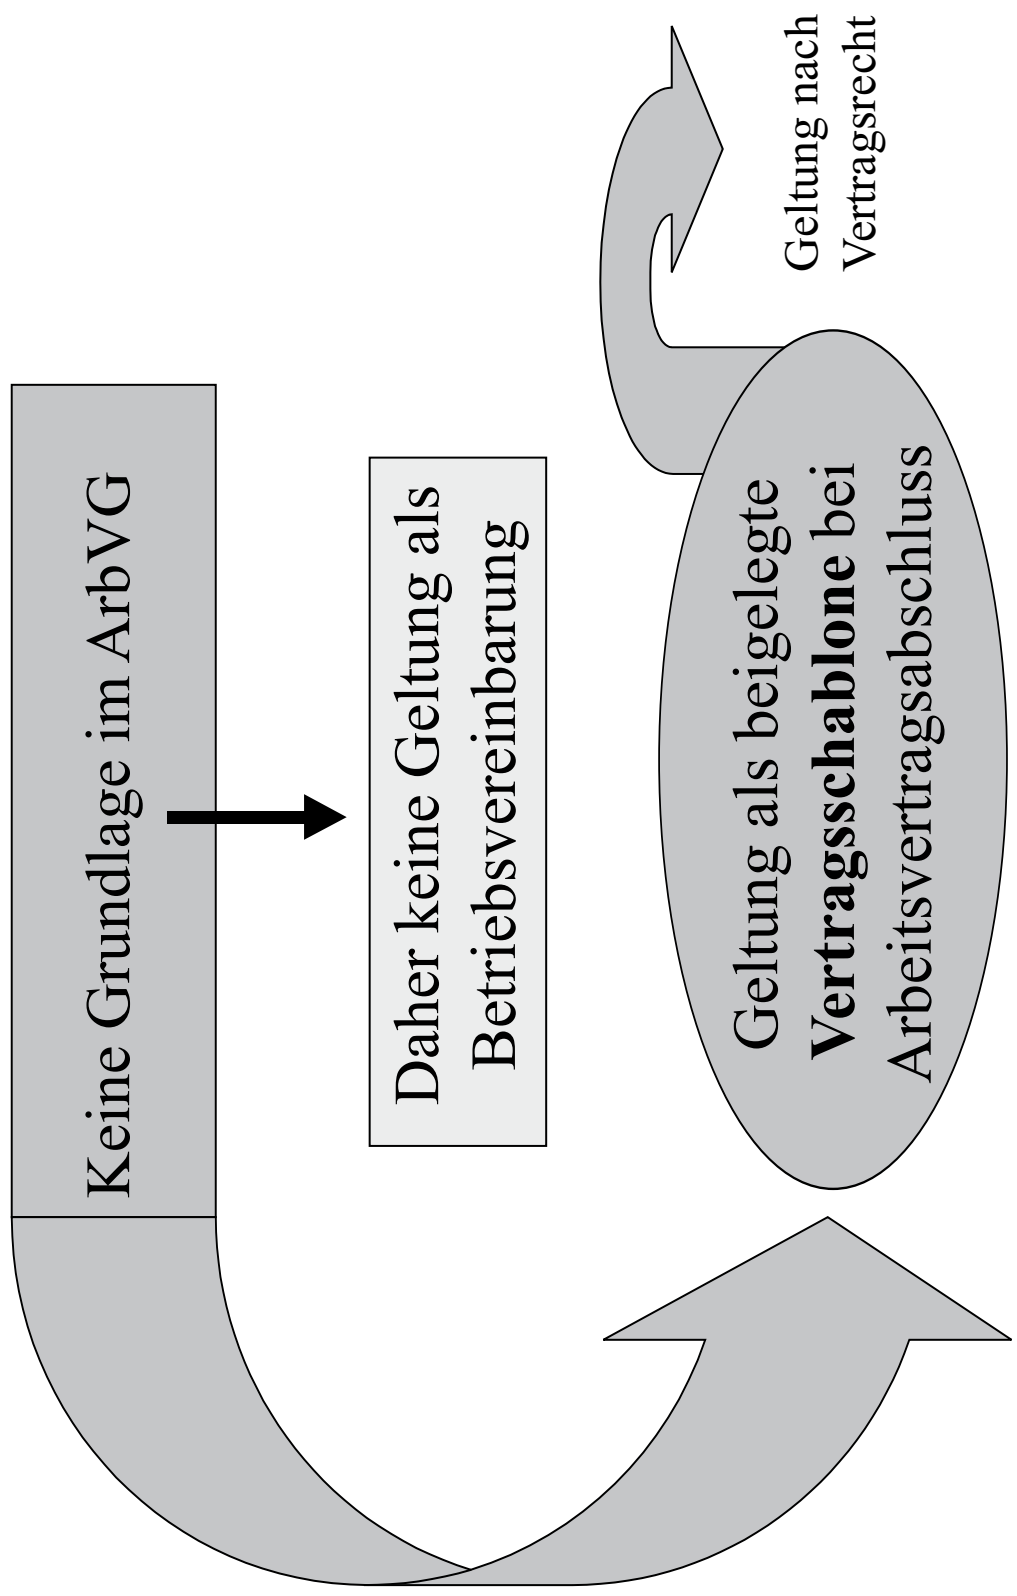 Keine Grundlage im ArbVG
Daher keine Geltung als
Betriebsvereinbarung
Geltung als beigelegte
Vertragsschablone bei
Arbeitsvertragsabschluss
Geltung nach
Vertragsrecht